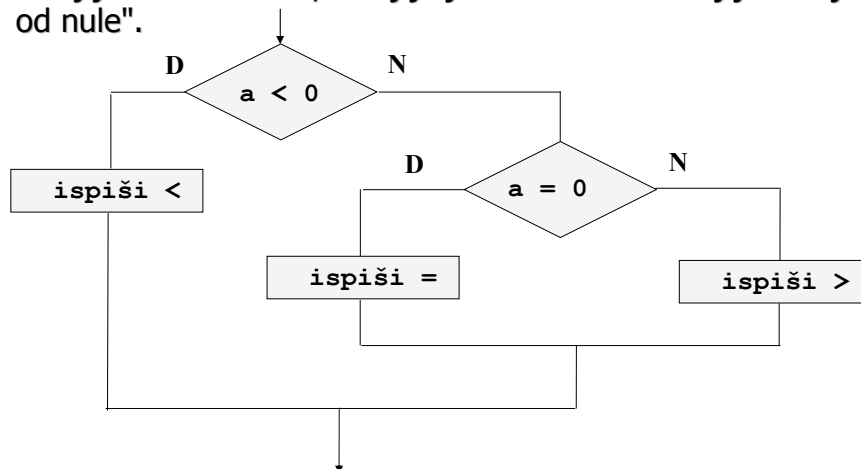 od nule".
D
N
a < 0
D
N
ispiši <
a = 0
ispiši =
ispiši >